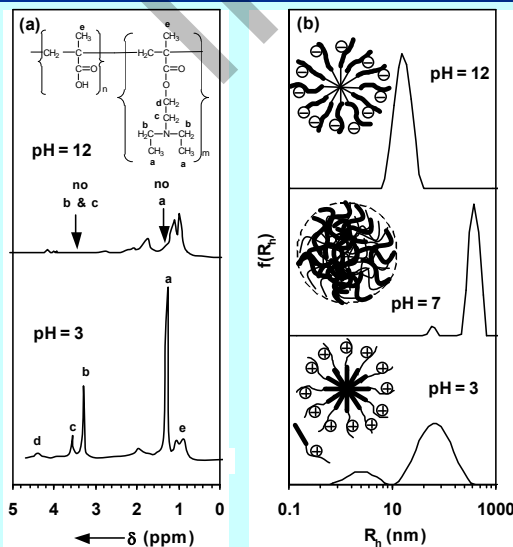 (a)
e
CH₃
CH₂
C
C=O
OH
n
e
CH₃
H₂C
C
C=O
O
d CH₂
c CH₂
b b
CH₂ N CH₂
CH₃ CH₃
a a
m
pH = 12
no
b & c
no
a
pH = 3
a
b
c
d
e
5 4 3 2 1 0
δ (ppm)
(b)
pH = 12
pH = 7
pH = 3
f(Rₕ)
0.1 10 1000
Rₕ (nm)